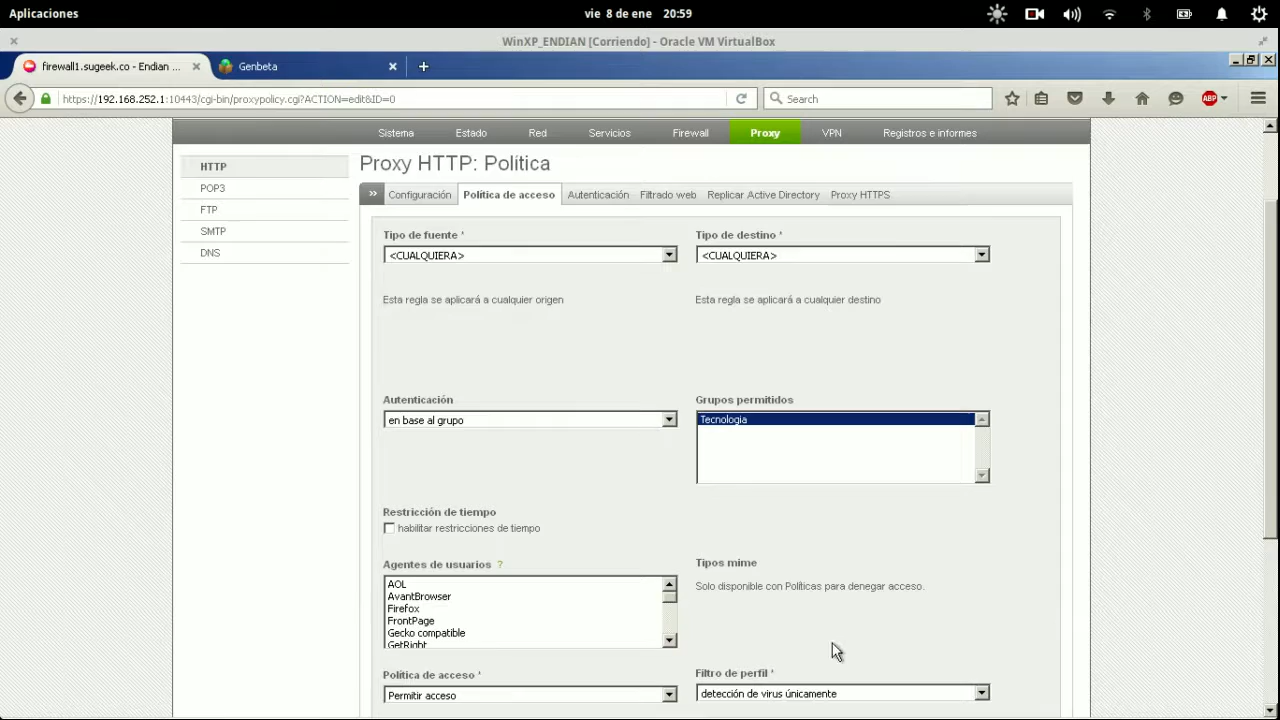 Aplicaciones
vie 8 de ene 20:59
WinXP_ENDIAN [Corriendo] - Oracle VM VirtualBox
firewall1.sugeek.co - Endian ...
Genbeta
https://192.168.252.1:10443/cgi-bin/proxypolicy.cgi?ACTION=edit&ID=0
Search
ABP
Sistema Estado Red Servicios Firewall Proxy VPN Registros e informes
HTTP
POP3
FTP
SMTP
DNS
Proxy HTTP: Política
» Configuración Política de acceso Autenticación Filtrado web Replicar Active Directory Proxy HTTPS
Tipo de fuente *
<CUALQUIERA>
Esta regla se aplicará a cualquier origen
Tipo de destino *
<CUALQUIERA>
Esta regla se aplicará a cualquier destino
Autenticación
en base al grupo
Grupos permitidos
Tecnologia
Restricción de tiempo
habilitar restricciones de tiempo
Agentes de usuarios ?
AOL
AvantBrowser
Firefox
FrontPage
Gecko compatible
GetRight
Tipos mime
Solo disponible con Políticas para denegar acceso.
Política de acceso *
Permitir acceso
Filtro de perfil *
detección de virus únicamente